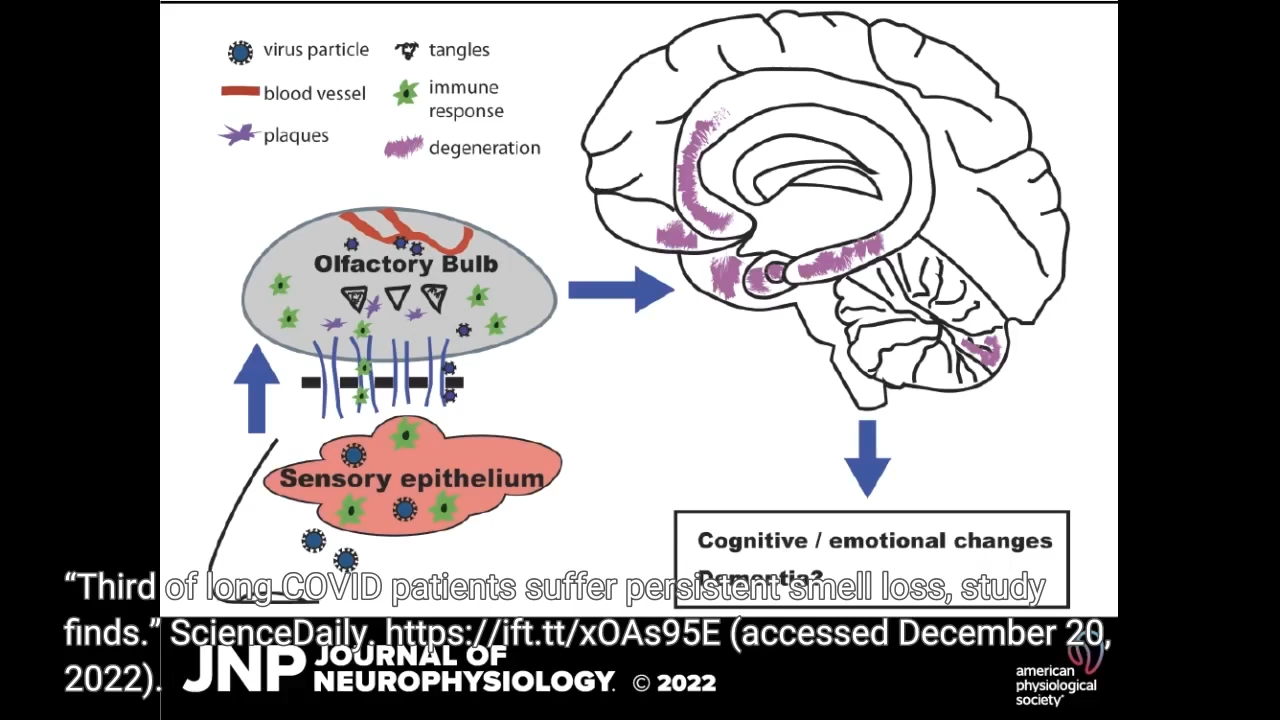 virus particle
tangles
blood vessel
immune
response
plaques
degeneration
Olfactory Bulb
Sensory epithelium
Cognitive / emotional changes
Dementia?
“Third of long COVID patients suffer persistent smell loss, study
finds.” ScienceDaily. https://ift.tt/xOAs95E (accessed December 20,
2022).
JNP JOURNAL OF
NEUROPHYSIOLOGY. © 2022
american
physiological
society